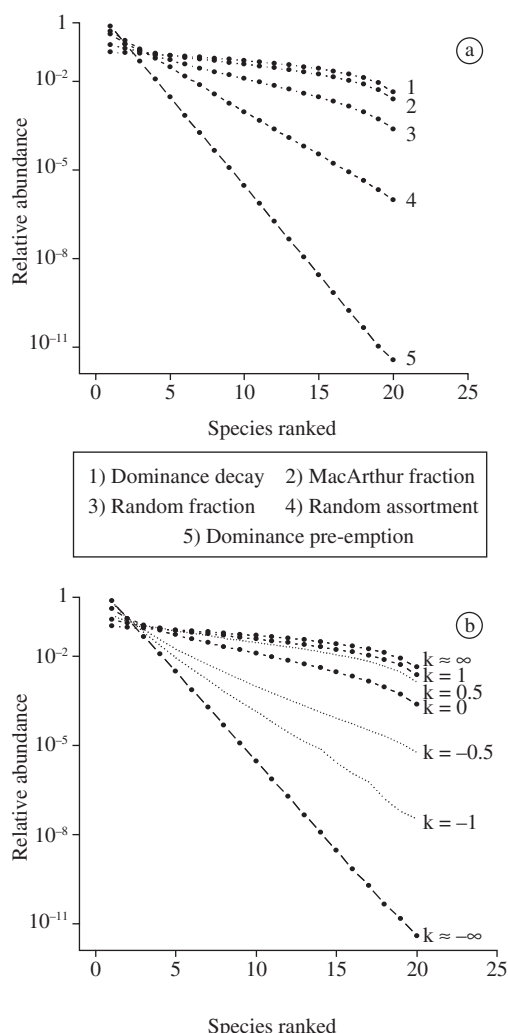 a
1
10–2
10–5
10–8
10–11
Relative abundance
1
2
3
4
5
0 5 10 15 20 25
Species ranked
1) Dominance decay 2) MacArthur fraction
3) Random fraction 4) Random assortment
5) Dominance pre-emption
b
1
10–2
10–5
10–8
10–11
Relative abundance
k ≈ ∞
k = 1
k = 0.5
k = 0
k = –0.5
k = –1
k ≈ –∞
0 5 10 15 20 25
Species ranked